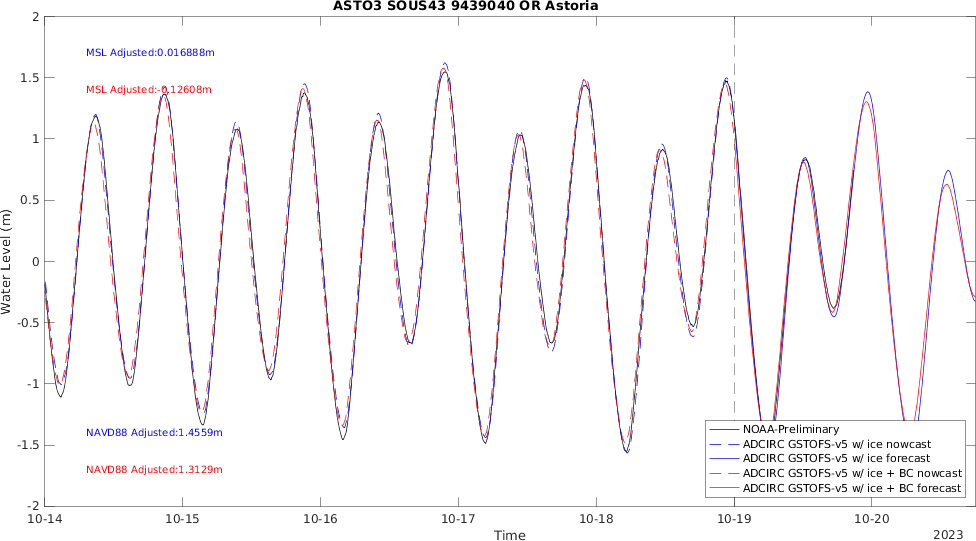 ASTO3 SOUS43 9439040 OR Astoria
2
1.5
1
0.5
0
-0.5
-1
-1.5
-2
Water Level (m)
MSL Adjusted:0.016888m
MSL Adjusted:-0.12608m
NAVD88 Adjusted:1.4559m
NAVD88 Adjusted:1.3129m
NOAA-Preliminary
ADCIRC GSTOFS-v5 w/ ice nowcast
ADCIRC GSTOFS-v5 w/ ice forecast
ADCIRC GSTOFS-v5 w/ ice + BC nowcast
ADCIRC GSTOFS-v5 w/ ice + BC forecast
10-14 10-15 10-16 10-17 10-18 10-19 10-20
Time
2023